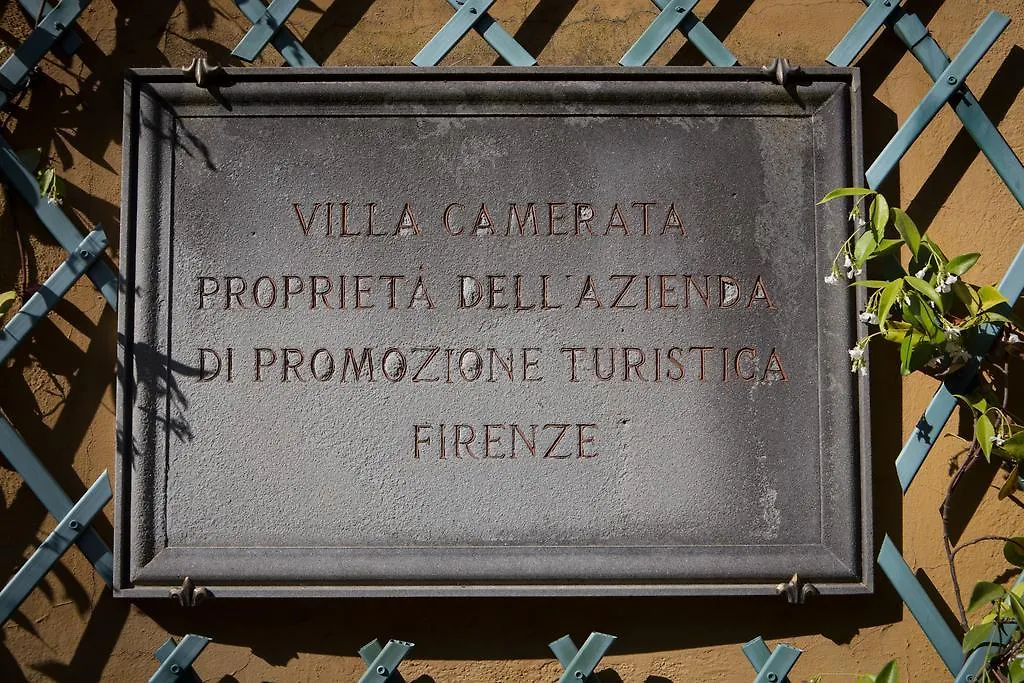 VILLA CAMERATA
PROPRIETÀ DELL'AZIENDA
DI PROMOZIONE TURISTICA
FIRENZE